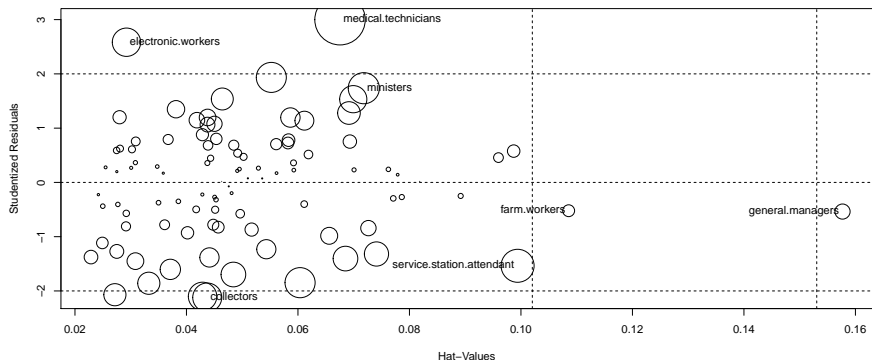 3
2
1
0
−1
−2
Studentized Residuals
medical.technicians
electronic.workers
ministers
farm.workers
general.managers
service.station.attendant
collectors
0.02
0.04
0.06
0.08
0.10
0.12
0.14
0.16
Hat−Values